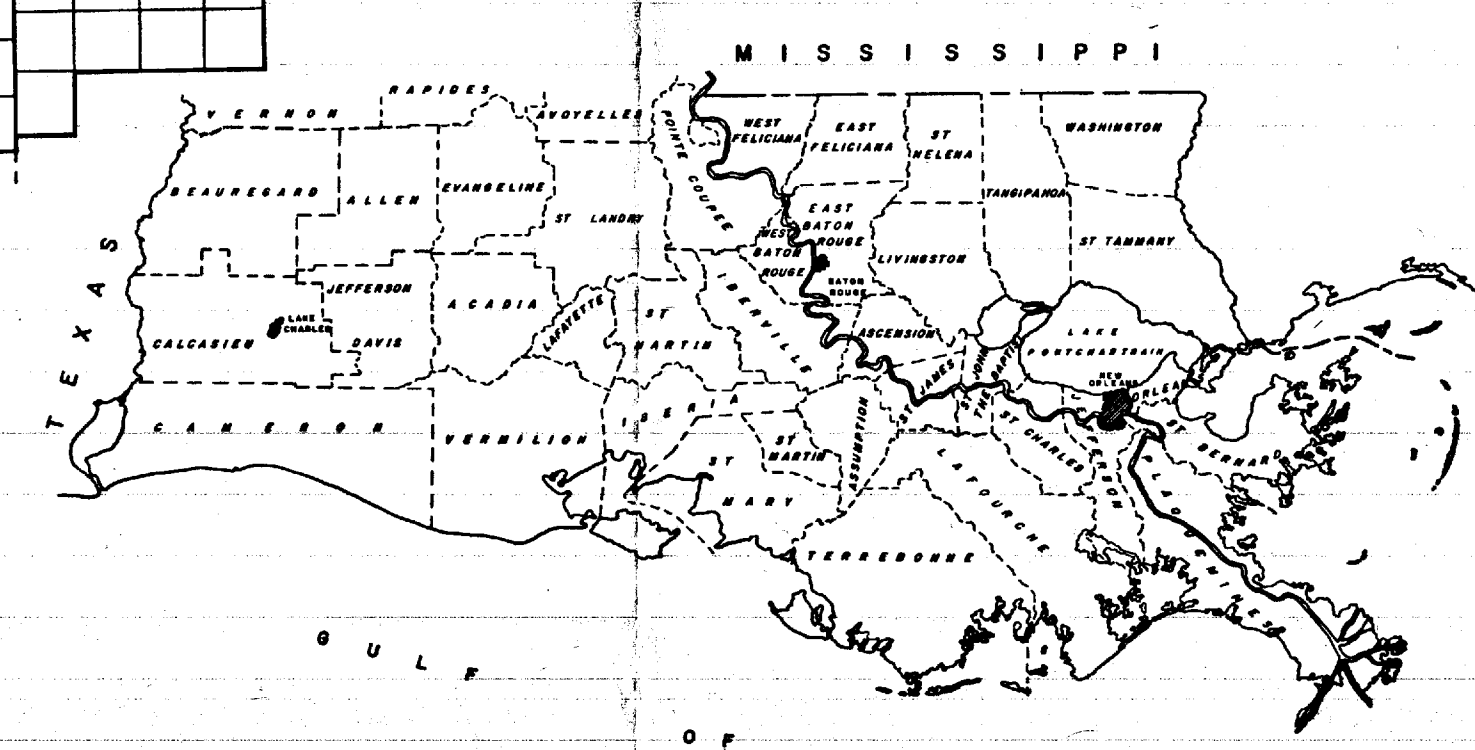 MISSISSIPPI
RAPIDES
VERNON
AVOYELLES
WEST
FELICIANA
EAST
FELICIANA
ST
HELENA
WASHINGTON
POINTE COUPEE
BEAUREGARD
ALLEN
EVANGELINE
ST LANDRY
TANGIPAHOA
EAST
BATON
ROUGE
WEST
BATON
ROUGE
ST TAMMANY
LIVINGSTON
BATON
ROUGE
TEXAS
JEFFERSON
DAVIS
ACADIA
LAFAYETTE
ST
MARTIN
IBERVILLE
ASCENSION
LAKE
PONTCHARTRAIN
LAKE
CHARLES
CALCASIEU
ST JAMES
ST JOHN
THE BAPTIST
NEW
ORLEANS
ORLEANS
CAMERON
VERMILION
IBERIA
ST
MARTIN
ASSUMPTION
ST CHARLES
ST BERNARD
ST
MARY
LAFOURCHE
JEFFERSON
PLAQUEMINES
TERREBONNE
GULF
OF